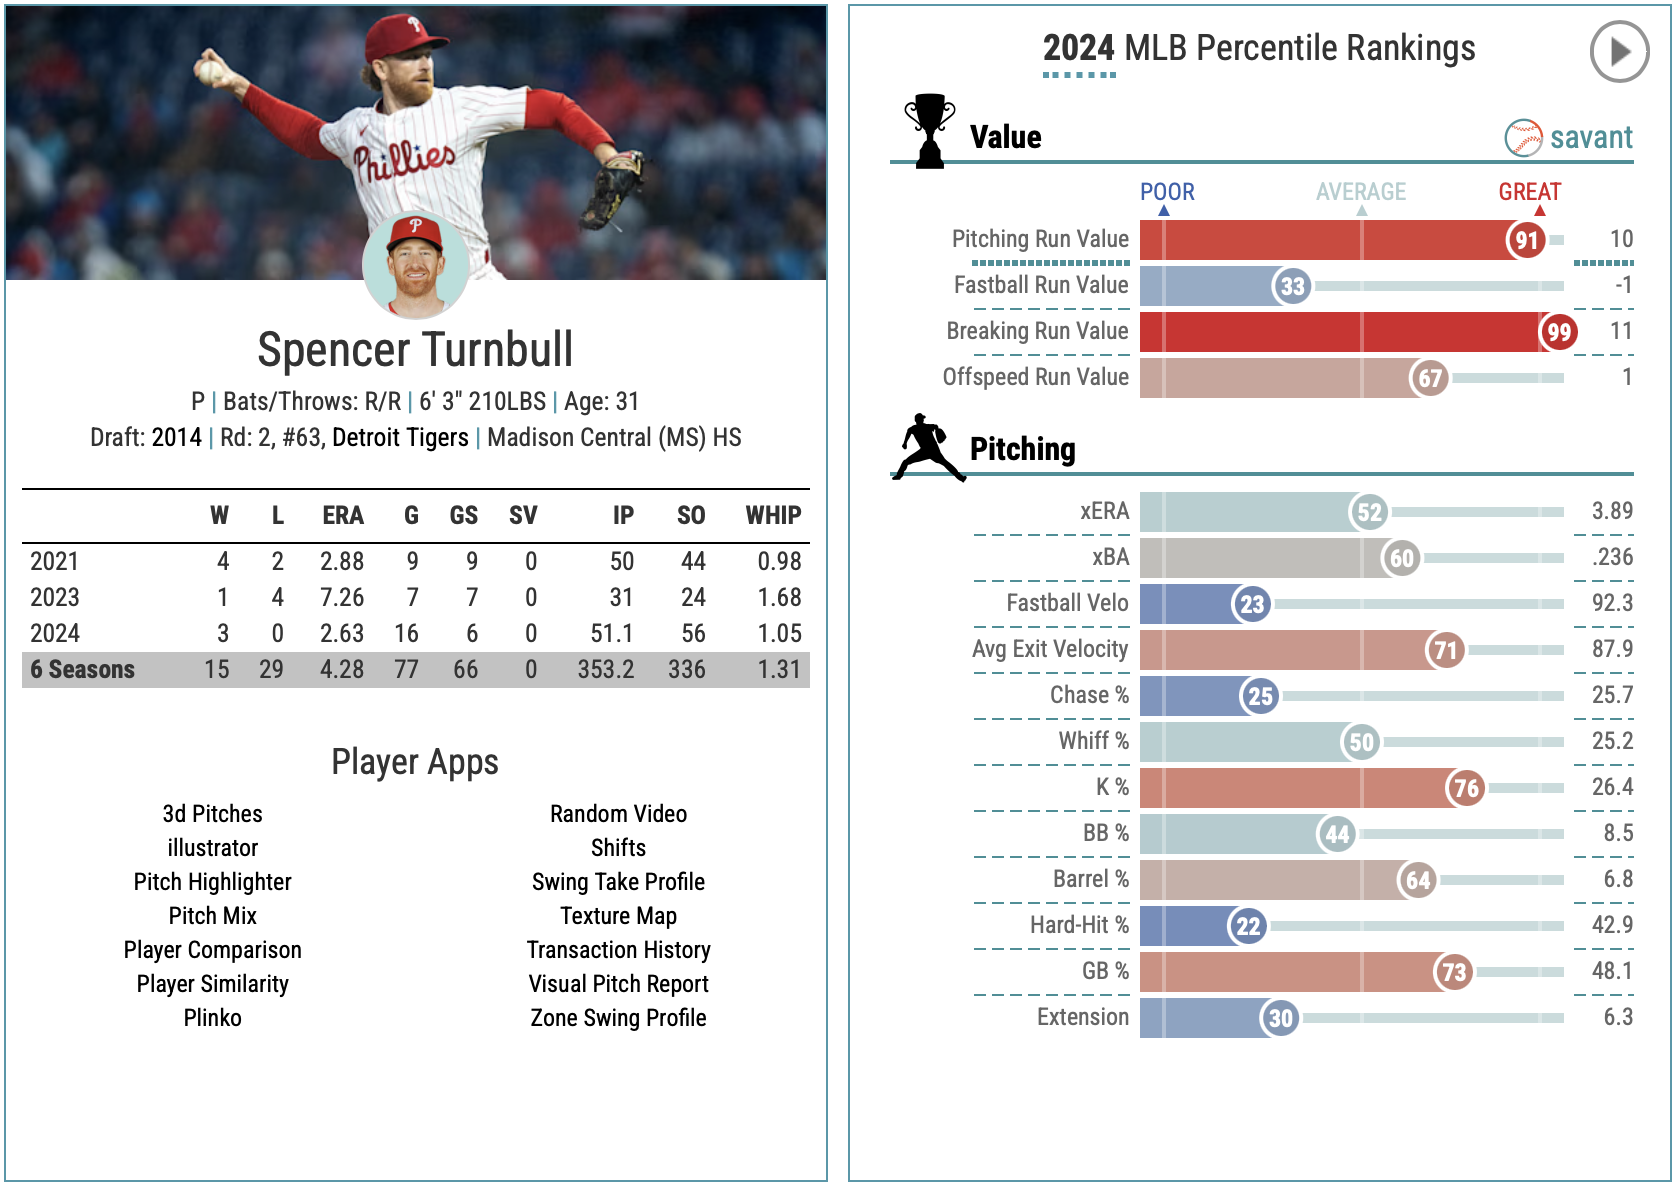 P
Phillies
P
Spencer Turnbull
P | Bats/Throws: R/R | 6' 3" 210LBS | Age: 31
Draft: 2014 | Rd: 2, #63, Detroit Tigers | Madison Central (MS) HS
W L ERA G GS SV IP SO WHIP
2021 4 2 2.88 9 9 0 50 44 0.98
2023 1 4 7.26 7 7 0 31 24 1.68
2024 3 0 2.63 16 6 0 51.1 56 1.05
6 Seasons 15 29 4.28 77 66 0 353.2 336 1.31
Player Apps
3d Pitches Random Video
illustrator Shifts
Pitch Highlighter Swing Take Profile
Pitch Mix Texture Map
Player Comparison Transaction History
Player Similarity Visual Pitch Report
Plinko Zone Swing Profile
2024 MLB Percentile Rankings
Value savant
POOR AVERAGE GREAT
Pitching Run Value 91 10
Fastball Run Value 33 -1
Breaking Run Value 99 11
Offspeed Run Value 67 1
Pitching
xERA 52 3.89
xBA 60 .236
Fastball Velo 23 92.3
Avg Exit Velocity 71 87.9
Chase % 25 25.7
Whiff % 50 25.2
K % 76 26.4
BB % 44 8.5
Barrel % 64 6.8
Hard-Hit % 22 42.9
GB % 73 48.1
Extension 30 6.3